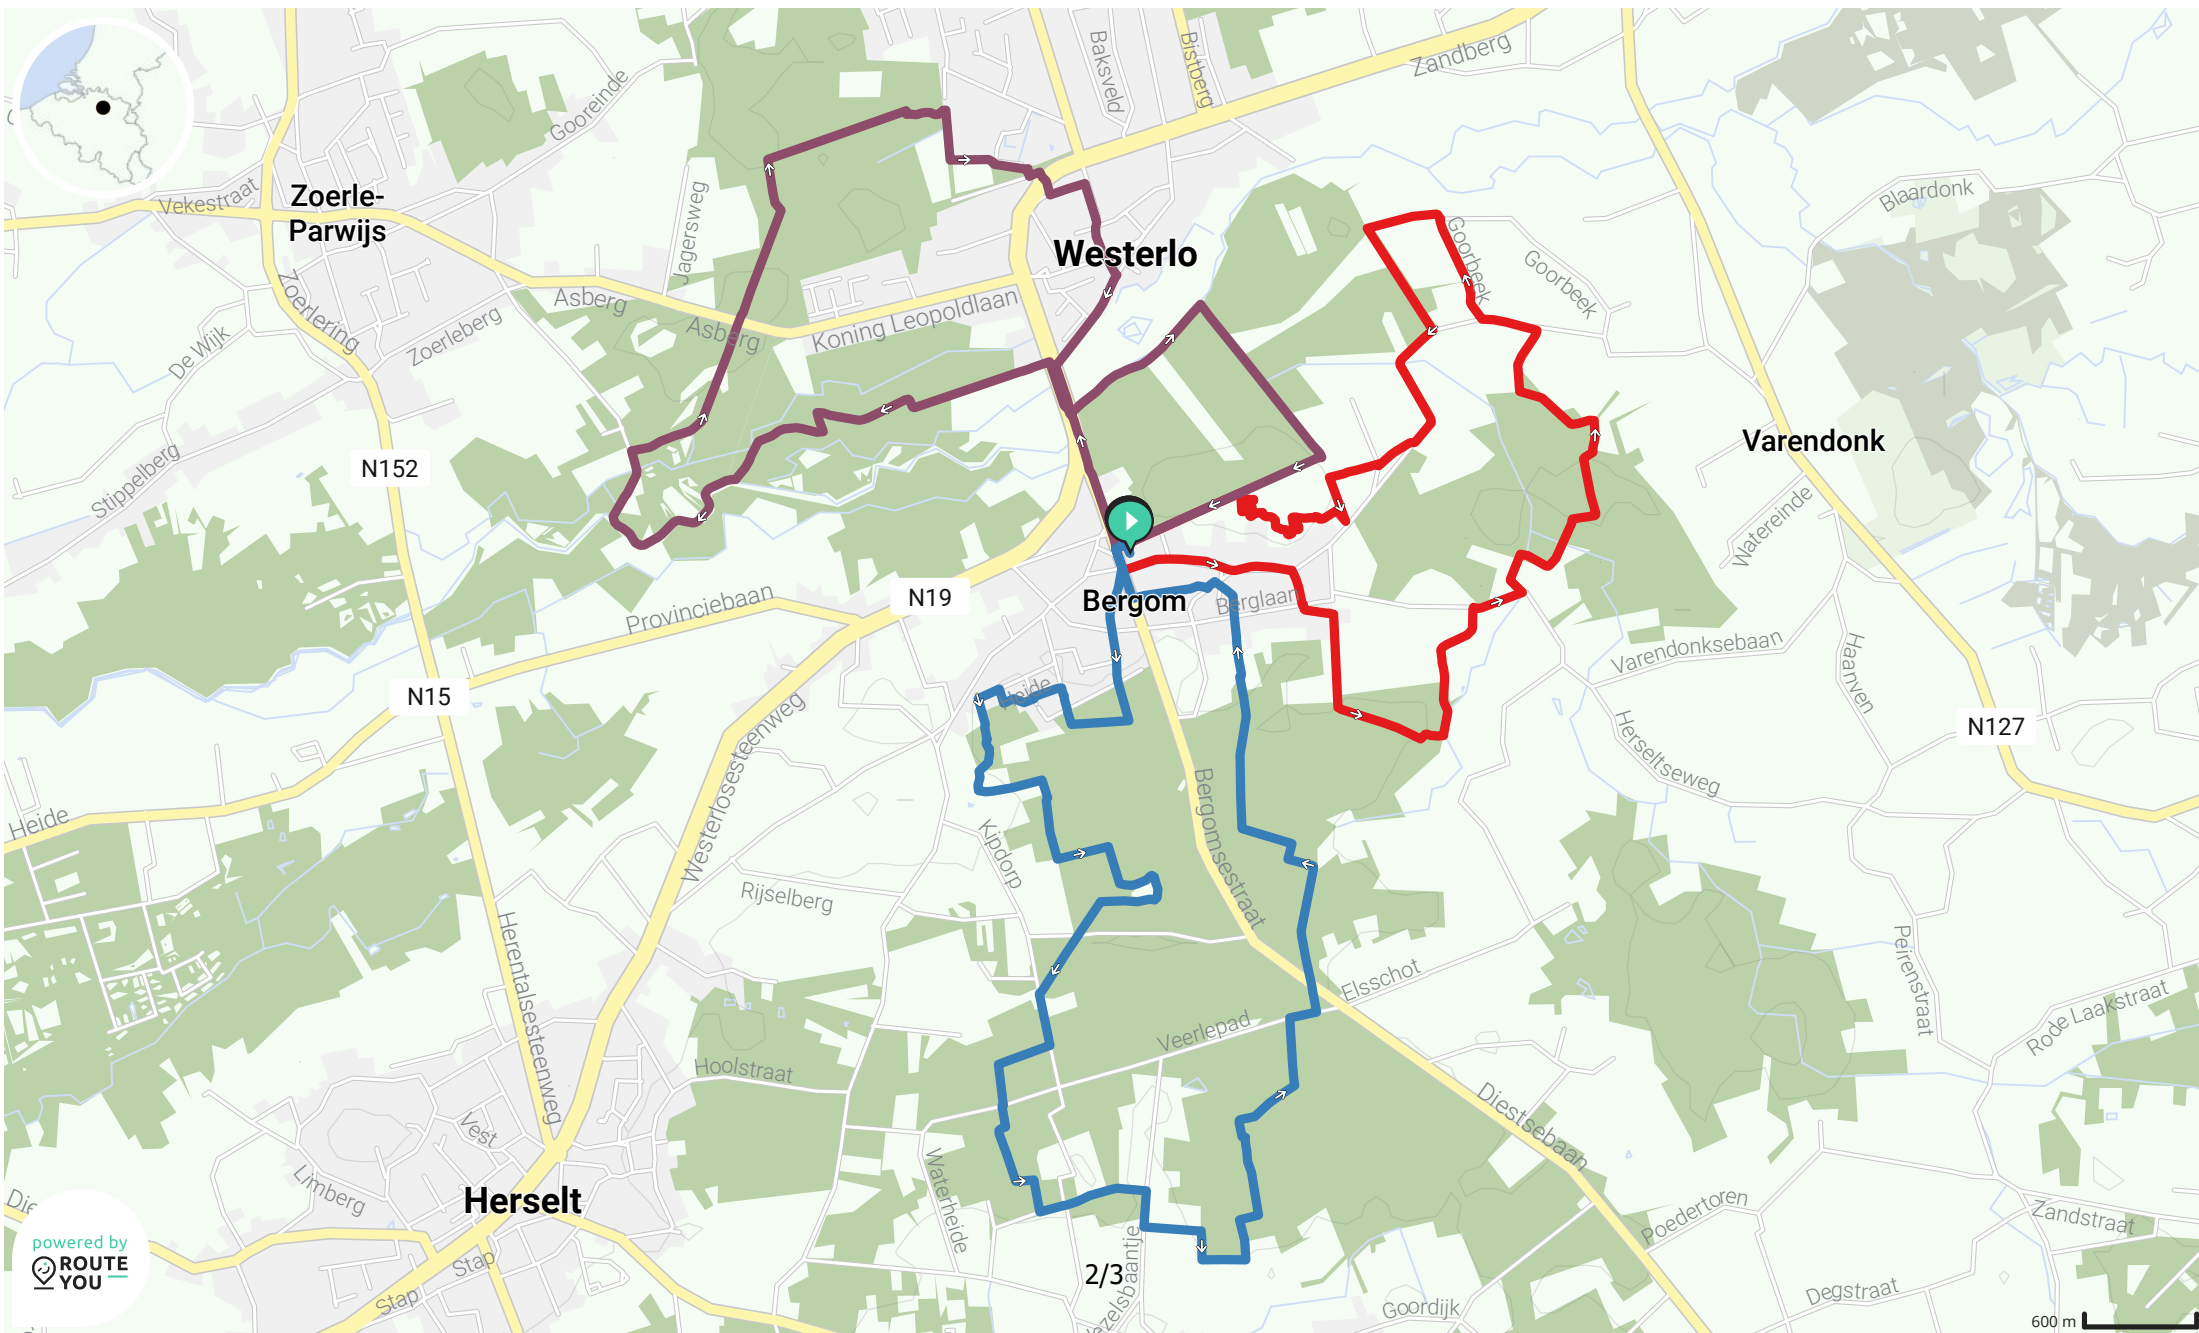 Baksveld
Bistberg
Zandberg
Gooreinde
Zoerle-
Parwijs
Vekestraat
Jagersweg
Blaardonk
Westerlo
Goorbeek
Goorbeek
Asberg
Asberg
Koning Leopoldlaan
Zoerlering
Zoerleberg
De Wijk
Varendonk
N152
Stippelberg
Watereinde
N19
Bergom
Berglaan
Provinciebaan
Varendonksebaan
Haanven
N15
Heide
N127
Herseltseweg
Westerlosesteenweg
Bergomsestraat
Heide
Kipdorp
Rijselberg
Herentalsesteenweg
Peirenstraat
Elsschot
Rode Laakstraat
Veerlepad
Hoolstraat
Diestsebaan
Vest
Limberg
Waterheide
Herselt
Poedertoren
Zandstraat
Die
powered by
ROUTE
YOU
Stap
Stap
2/3
Degstraat
Goordijk
600 m